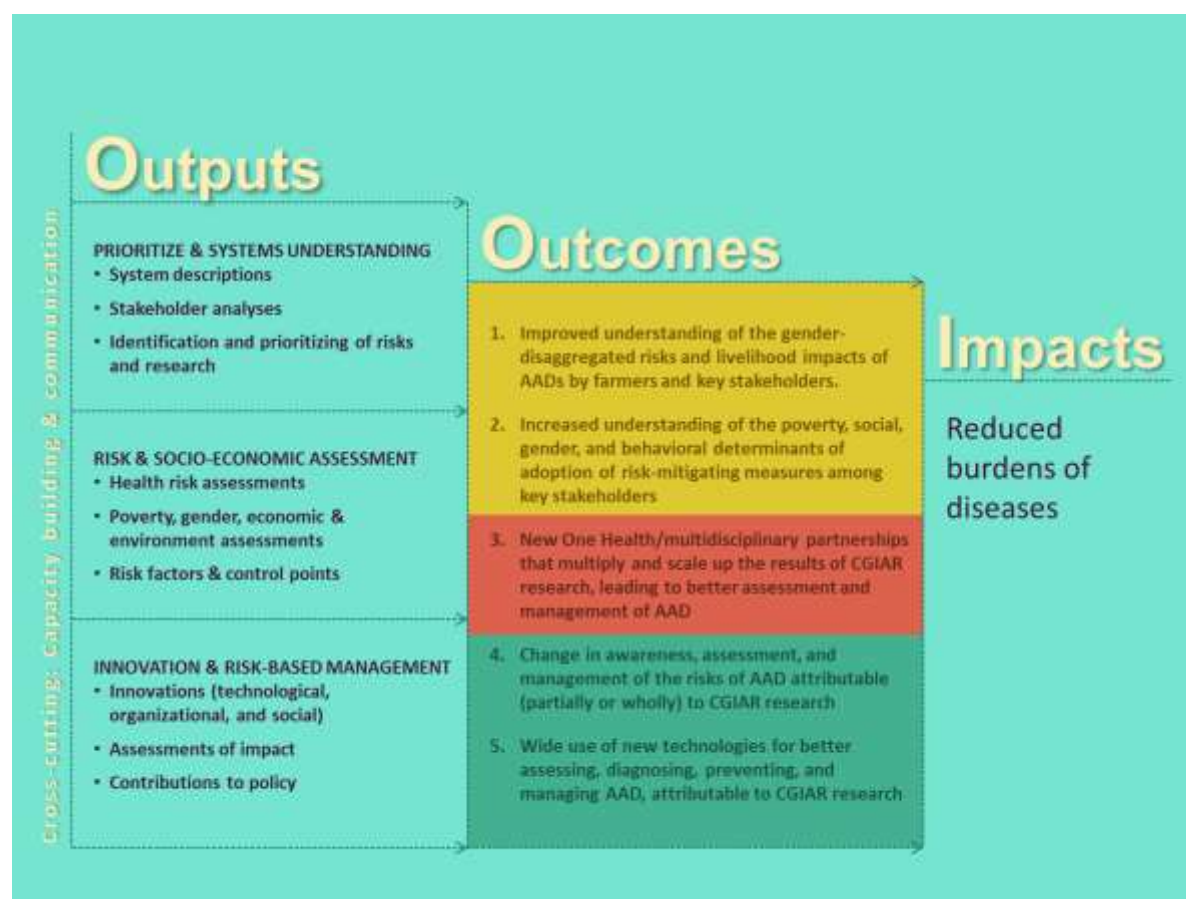 Cross-cutting: Capacity building & communication
Outputs
PRIORITIZE & SYSTEMS UNDERSTANDING
• System descriptions
• Stakeholder analyses
• Identification and prioritizing of risks
and research
RISK & SOCIO-ECONOMIC ASSESSMENT
• Health risk assessments
• Poverty, gender, economic &
environment assessments
• Risk factors & control points
INNOVATION & RISK-BASED MANAGEMENT
• Innovations (technological,
organizational, and social)
• Assessments of impact
• Contributions to policy
Outcomes
1. Improved understanding of the gender-
disaggregated risks and livelihood impacts of
AADs by farmers and key stakeholders.
2. Increased understanding of the poverty, social,
gender, and behavioral determinants of
adoption of risk-mitigating measures among
key stakeholders
3. New One Health/multidisciplinary partnerships
that multiply and scale up the results of CGIAR
research, leading to better assessment and
management of AAD
4. Change in awareness, assessment, and
management of the risks of AAD attributable
(partially or wholly) to CGIAR research
5. Wide use of new technologies for better
assessing, diagnosing, preventing, and
managing AAD, attributable to CGIAR research
Impacts
Reduced
burdens of
diseases